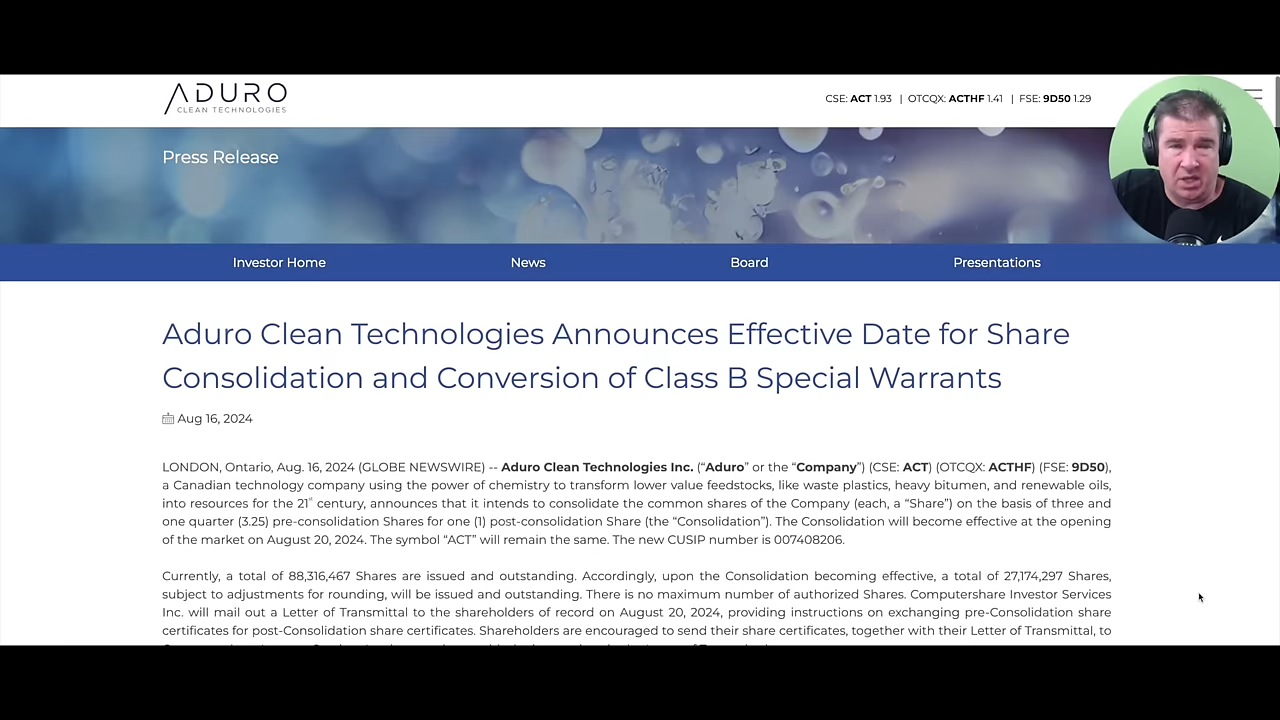 ADURO
CLEAN TECHNOLOGIES
CSE: ACT 1.93 | OTCQX: ACTHF 1.41 | FSE: 9D50 1.29
Press Release
Investor Home
News
Board
Presentations
Aduro Clean Technologies Announces Effective Date for Share
Consolidation and Conversion of Class B Special Warrants
Aug 16, 2024
LONDON, Ontario, Aug. 16, 2024 (GLOBE NEWSWIRE) -- Aduro Clean Technologies Inc. (“Aduro” or the “Company”) (CSE: ACT) (OTCQX: ACTHF) (FSE: 9D50),
a Canadian technology company using the power of chemistry to transform lower value feedstocks, like waste plastics, heavy bitumen, and renewable oils,
into resources for the 21st century, announces that it intends to consolidate the common shares of the Company (each, a “Share”) on the basis of three and
one quarter (3.25) pre-consolidation Shares for one (1) post-consolidation Share (the “Consolidation”). The Consolidation will become effective at the opening
of the market on August 20, 2024. The symbol “ACT” will remain the same. The new CUSIP number is 007408206.
Currently, a total of 88,316,467 Shares are issued and outstanding. Accordingly, upon the Consolidation becoming effective, a total of 27,174,297 Shares,
subject to adjustments for rounding, will be issued and outstanding. There is no maximum number of authorized Shares. Computershare Investor Services
Inc. will mail out a Letter of Transmittal to the shareholders of record on August 20, 2024, providing instructions on exchanging pre-Consolidation share
certificates for post-Consolidation share certificates. Shareholders are encouraged to send their share certificates, together with their Letter of Transmittal, to